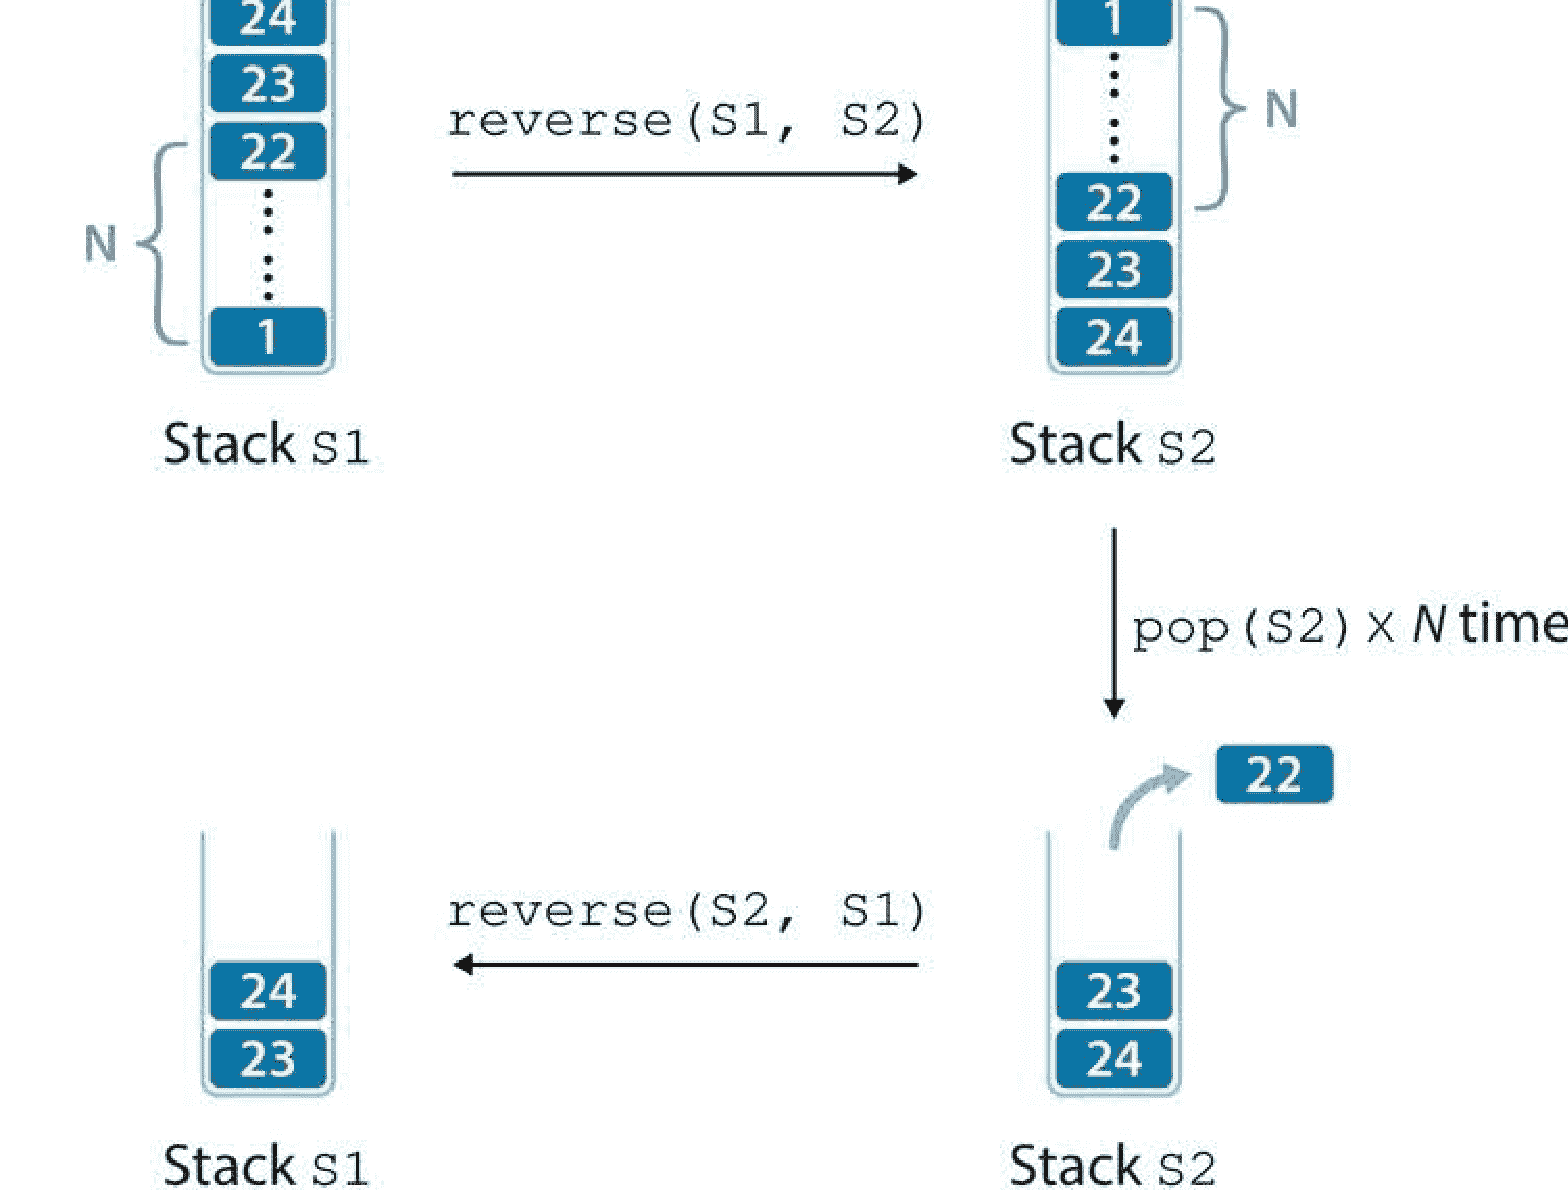 24
23
22
N
1
Stack S1
reverse(S1, S2)
1
N
22
23
24
Stack S2
pop(S2) x N time
22
24
23
Stack S1
reverse(S2, S1)
23
24
Stack S2